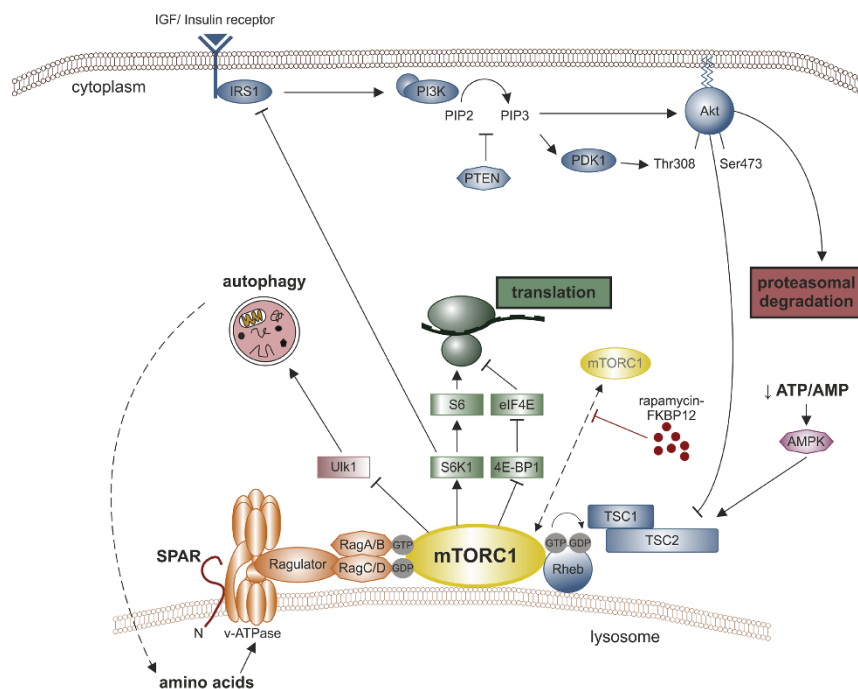 IGF/ Insulin receptor
cytoplasm
IRS1
PI3K
PIP2
PIP3
Akt
PTEN
PDK1
Thr308
Ser473
autophagy
translation
proteasomal
degradation
mTORC1
rapamycin-
FKBP12
↓ ATP/AMP
AMPK
S6
eIF4E
Ulk1
S6K1
4E-BP1
TSC1
TSC2
SPAR
Ragulator
RagA/B
GTP
RagC/D
GDP
mTORC1
GTP
GDP
Rheb
N
v-ATPase
lysosome
amino acids